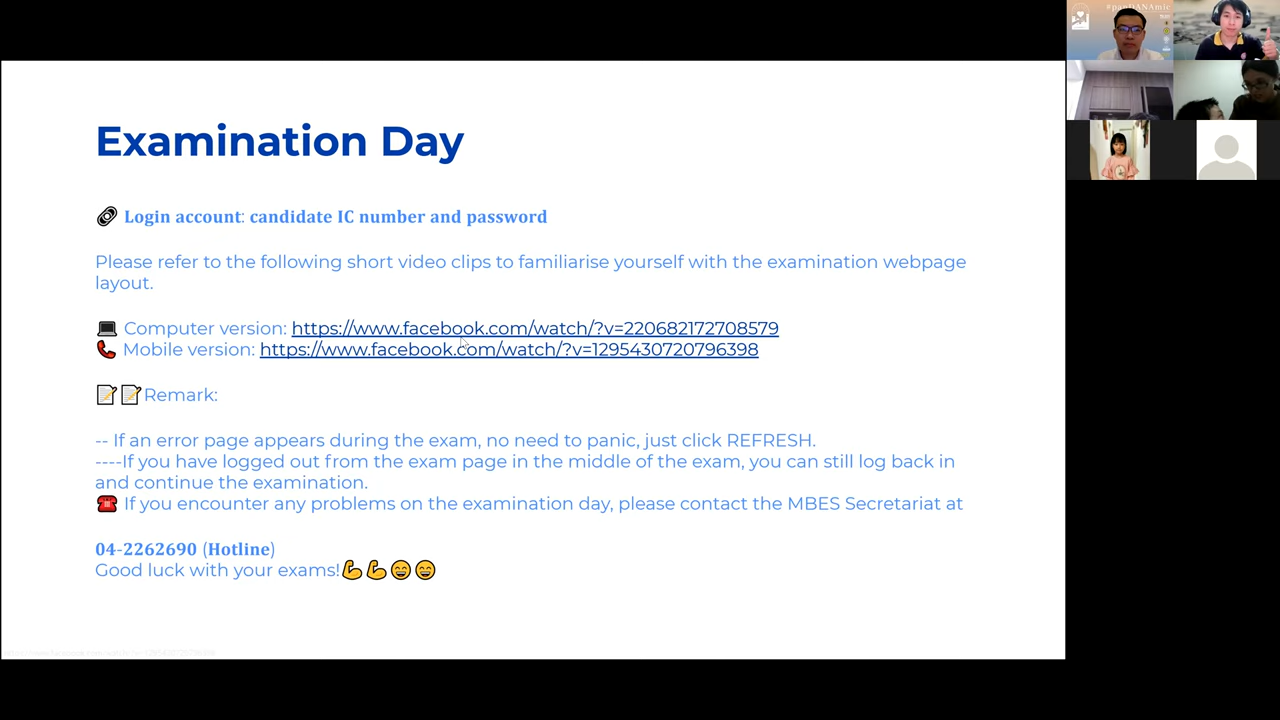 Examination Day
Login account: candidate IC number and password
Please refer to the following short video clips to familiarise yourself with the examination webpage
layout.
Computer version: https://www.facebook.com/watch/?v=220682172708579
Mobile version: https://www.facebook.com/watch/?v=1295430720796398
Remark:
-- If an error page appears during the exam, no need to panic, just click REFRESH.
----If you have logged out from the exam page in the middle of the exam, you can still log back in
and continue the examination.
If you encounter any problems on the examination day, please contact the MBES Secretariat at
04-2262690 (Hotline)
Good luck with your exams!